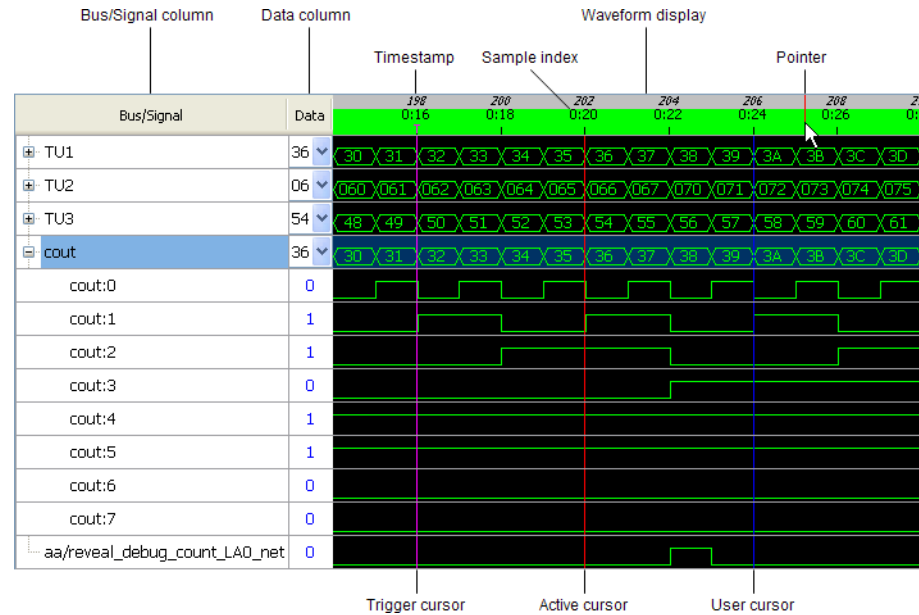 Bus/Signal column Data column Waveform display
Timestamp Sample index Pointer
198 200 202 204 206 208
Bus/Signal Data 0:16 0:18 0:20 0:22 0:24 0:26 0:
TU1 36 30 31 32 33 34 35 36 37 38 39 3A 3B 3C 3D
TU2 06 060 061 062 063 064 065 066 067 070 071 072 073 074 075
TU3 54 48 49 50 51 52 53 54 55 56 57 58 59 60 61
cout 36 30 31 32 33 34 35 36 37 38 39 3A 3B 3C 3D
cout:0 0
cout:1 1
cout:2 1
cout:3 0
cout:4 1
cout:5 1
cout:6 0
cout:7 0
aa/reveal_debug_count_LA0_net 0
Trigger cursor Active cursor User cursor